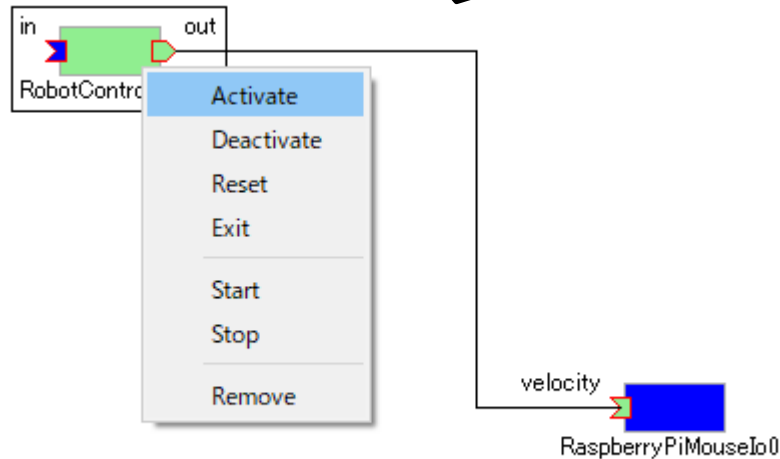 in out
RobotContro
Activate
Deactivate
Reset
Exit
Start
Stop
Remove
velocity
RaspberryPiMouseIo0